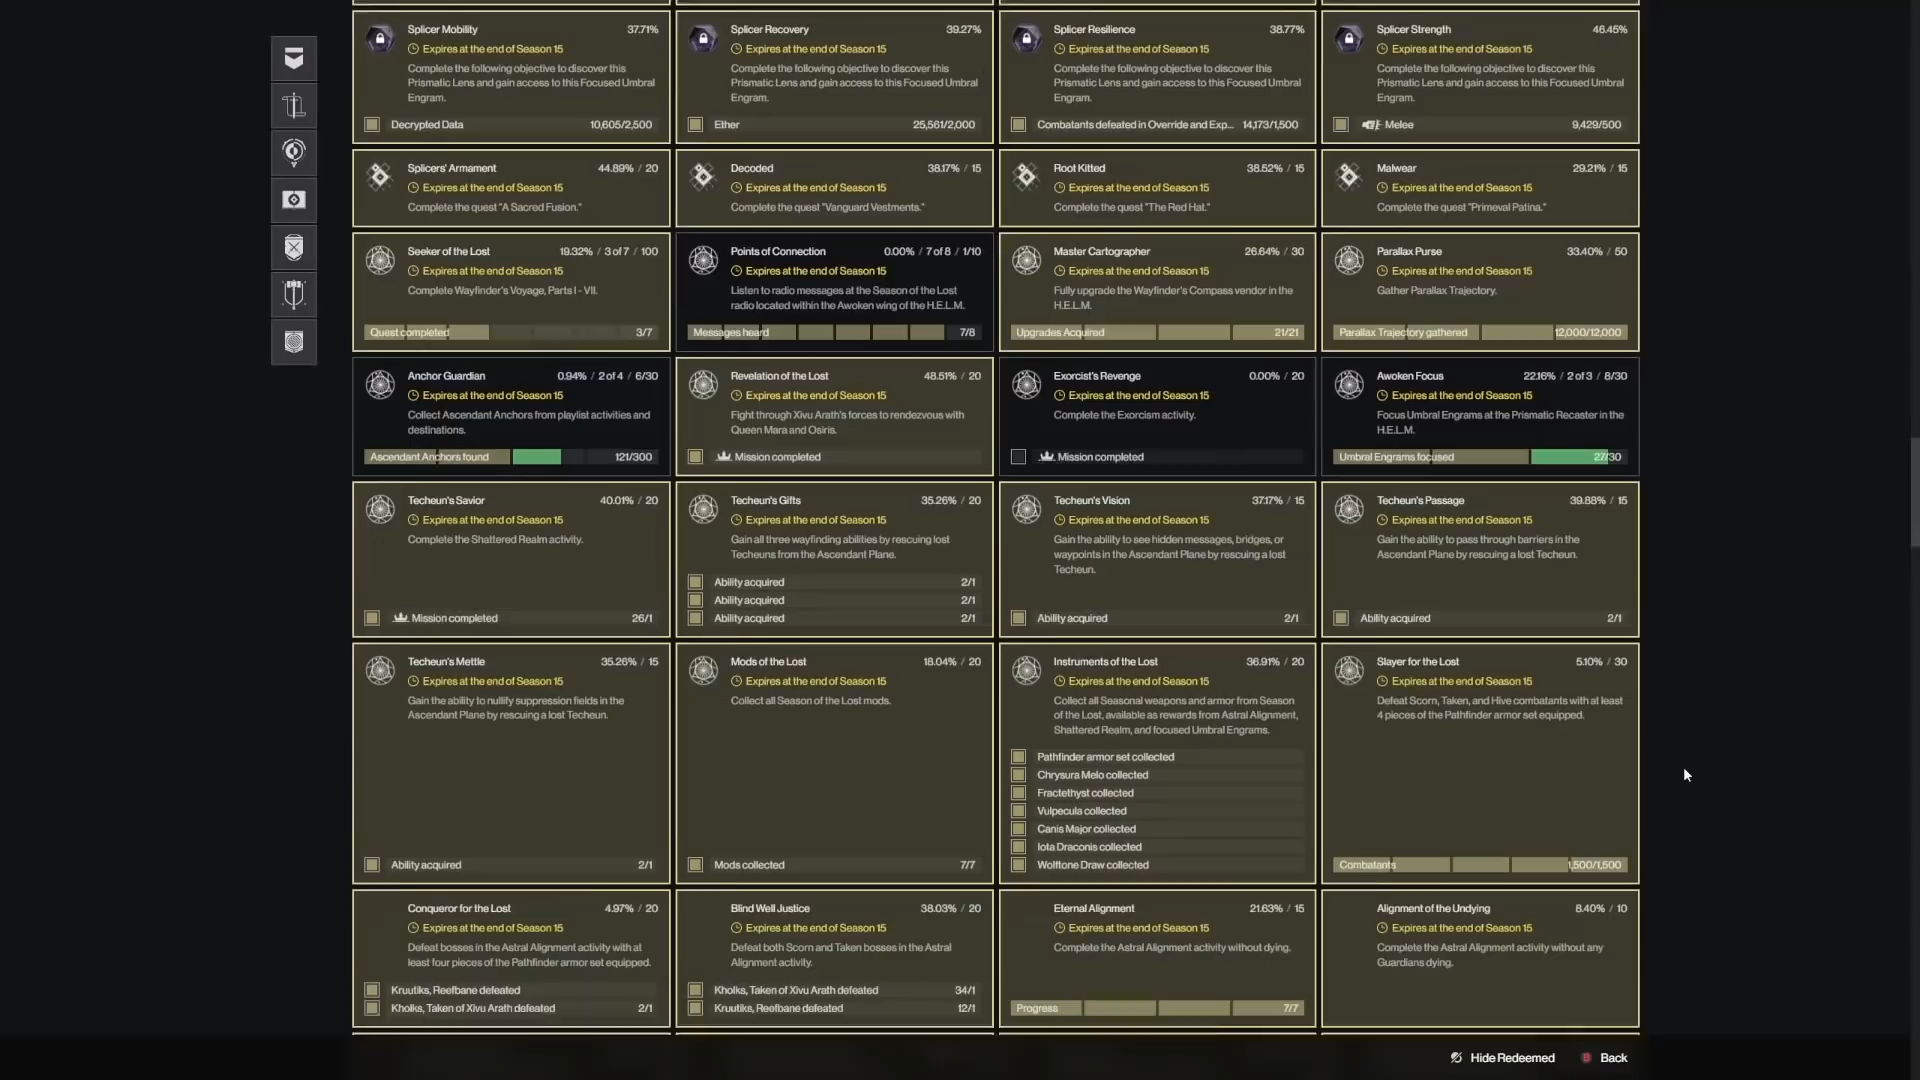 Splicer Mobility 37.71%
Expires at the end of Season 15
Complete the following objective to discover this
Prismatic Lens and gain access to this Focused Umbral
Engram.
Decrypted Data 10,605/2,500
Splicer Recovery 39.27%
Expires at the end of Season 15
Complete the following objective to discover this
Prismatic Lens and gain access to this Focused Umbral
Engram.
Ether 25,561/2,000
Splicer Resilience 38.77%
Expires at the end of Season 15
Complete the following objective to discover this
Prismatic Lens and gain access to this Focused Umbral
Engram.
Combatants defeated in Override and Exp... 14,173/1,500
Splicer Strength 46.45%
Expires at the end of Season 15
Complete the following objective to discover this
Prismatic Lens and gain access to this Focused Umbral
Engram.
Melee 9,429/500
Splicers' Armament 44.89% / 20
Expires at the end of Season 15
Complete the quest "A Sacred Fusion."
Decoded 38.17% / 15
Expires at the end of Season 15
Complete the quest "Vanguard Vestments."
Root Kitted 38.52% / 15
Expires at the end of Season 15
Complete the quest "The Red Hat."
Malwear 29.21% / 15
Expires at the end of Season 15
Complete the quest "Primeval Patina."
Seeker of the Lost 19.32% / 3 of 7 / 100
Expires at the end of Season 15
Complete Wayfinder's Voyage, Parts I - VII.
Quest completed 3/7
Points of Connection 0.00% / 7 of 8 / 1/10
Expires at the end of Season 15
Listen to radio messages at the Season of the Lost
radio located within the Awoken wing of the H.E.L.M.
Messages heard 7/8
Master Cartographer 26.64% / 30
Expires at the end of Season 15
Fully upgrade the Wayfinder's Compass vendor in the
H.E.L.M.
Upgrades Acquired 21/21
Parallax Purse 33.40% / 50
Expires at the end of Season 15
Gather Parallax Trajectory.
Parallax Trajectory gathered 12,000/12,000
Anchor Guardian 0.94% / 2 of 4 / 6/30
Expires at the end of Season 15
Collect Ascendant Anchors from playlist activities and
destinations.
Ascendant Anchors found 121/300
Revelation of the Lost 48.51% / 20
Expires at the end of Season 15
Fight through Xivu Arath's forces to rendezvous with
Queen Mara and Osiris.
Mission completed
Exorcist's Revenge 0.00% / 20
Expires at the end of Season 15
Complete the Exorcism activity.
Mission completed
Awoken Focus 22.16% / 2 of 3 / 8/30
Expires at the end of Season 15
Focus Umbral Engrams at the Prismatic Recaster in the
H.E.L.M.
Umbral Engrams focused 27/30
Techeun's Savior 40.01% / 20
Expires at the end of Season 15
Complete the Shattered Realm activity.
Mission completed 26/1
Techeun's Gifts 35.26% / 20
Expires at the end of Season 15
Gain all three wayfinding abilities by rescuing lost
Techeuns from the Ascendant Plane.
Ability acquired 2/1
Ability acquired 2/1
Ability acquired 2/1
Techeun's Vision 37.17% / 15
Expires at the end of Season 15
Gain the ability to see hidden messages, bridges, or
waypoints in the Ascendant Plane by rescuing a lost
Techeun.
Ability acquired 2/1
Techeun's Passage 39.88% / 15
Expires at the end of Season 15
Gain the ability to pass through barriers in the
Ascendant Plane by rescuing a lost Techeun.
Ability acquired 2/1
Techeun's Mettle 35.26% / 15
Expires at the end of Season 15
Gain the ability to nullify suppression fields in the
Ascendant Plane by rescuing a lost Techeun.
Ability acquired 2/1
Mods of the Lost 18.04% / 20
Expires at the end of Season 15
Collect all Season of the Lost mods.
Mods collected 7/7
Instruments of the Lost 36.91% / 20
Expires at the end of Season 15
Collect all Seasonal weapons and armor from Season
of the Lost, available as rewards from Astral Alignment,
Shattered Realm, and focused Umbral Engrams.
Pathfinder armor set collected
Chrysura Melo collected
Fractethyst collected
Vulpecula collected
Canis Major collected
Iota Draconis collected
Wolftone Draw collected
Slayer for the Lost 5.10% / 30
Expires at the end of Season 15
Defeat Scorn, Taken, and Hive combatants with at least
4 pieces of the Pathfinder armor set equipped.
Combatants 1,500/1,500
Conqueror for the Lost 4.97% / 20
Expires at the end of Season 15
Defeat bosses in the Astral Alignment activity with at
least four pieces of the Pathfinder armor set equipped.
Kruutiks, Reefbane defeated
Kholks, Taken of Xivu Arath defeated 2/1
Blind Well Justice 38.03% / 20
Expires at the end of Season 15
Defeat both Scorn and Taken bosses in the Astral
Alignment activity.
Kholks, Taken of Xivu Arath defeated 34/1
Kruutiks, Reefbane defeated 12/1
Eternal Alignment 21.63% / 15
Expires at the end of Season 15
Complete the Astral Alignment activity without dying.
Progress 7/7
Alignment of the Undying 8.40% / 10
Expires at the end of Season 15
Complete the Astral Alignment activity without any
Guardians dying.
Hide Redeemed
B Back